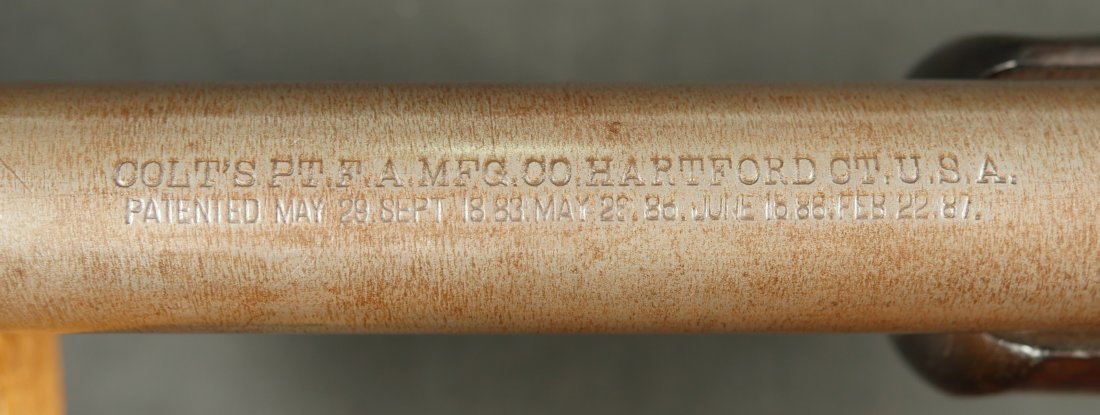 COLT'S PT.F.A.MFG.CO.HARTFORD CT.U.S.A.
PATENTED MAY 29. SEPT 18.83. MAY 26.86. JUNE 15.86. FEB 22.87.